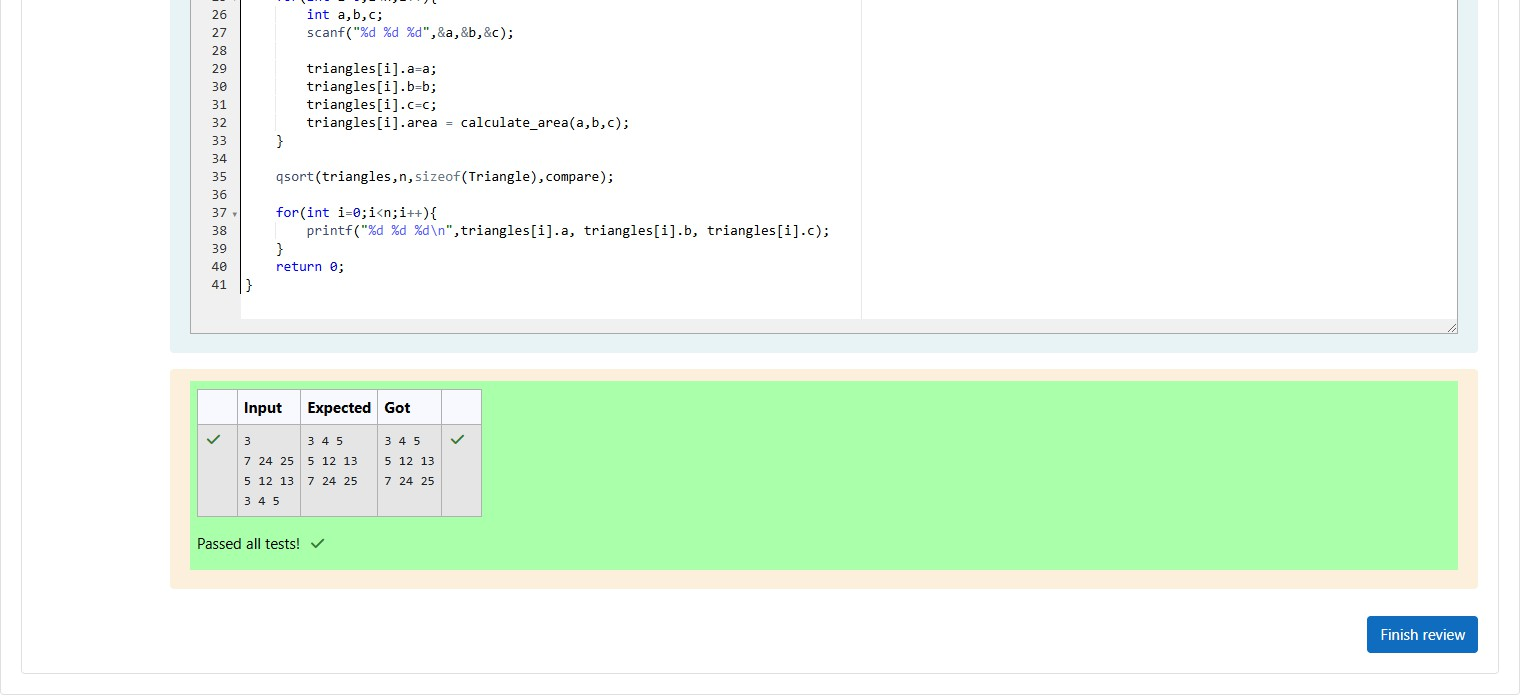 26 int a,b,c;
27 scanf("%d %d %d",&a,&b,&c);
28
29 triangles[i].a=a;
30 triangles[i].b=b;
31 triangles[i].c=c;
32 triangles[i].area = calculate_area(a,b,c);
33 }
34
35 qsort(triangles,n,sizeof(Triangle),compare);
36
37 for(int i=0;i<n;i++){
38 printf("%d %d %d\n",triangles[i].a, triangles[i].b, triangles[i].c);
39 }
40 return 0;
41 }
Input Expected Got
3 3 4 5 3 4 5
7 24 25 5 12 13 5 12 13
5 12 13 7 24 25 7 24 25
3 4 5
Passed all tests!
Finish review